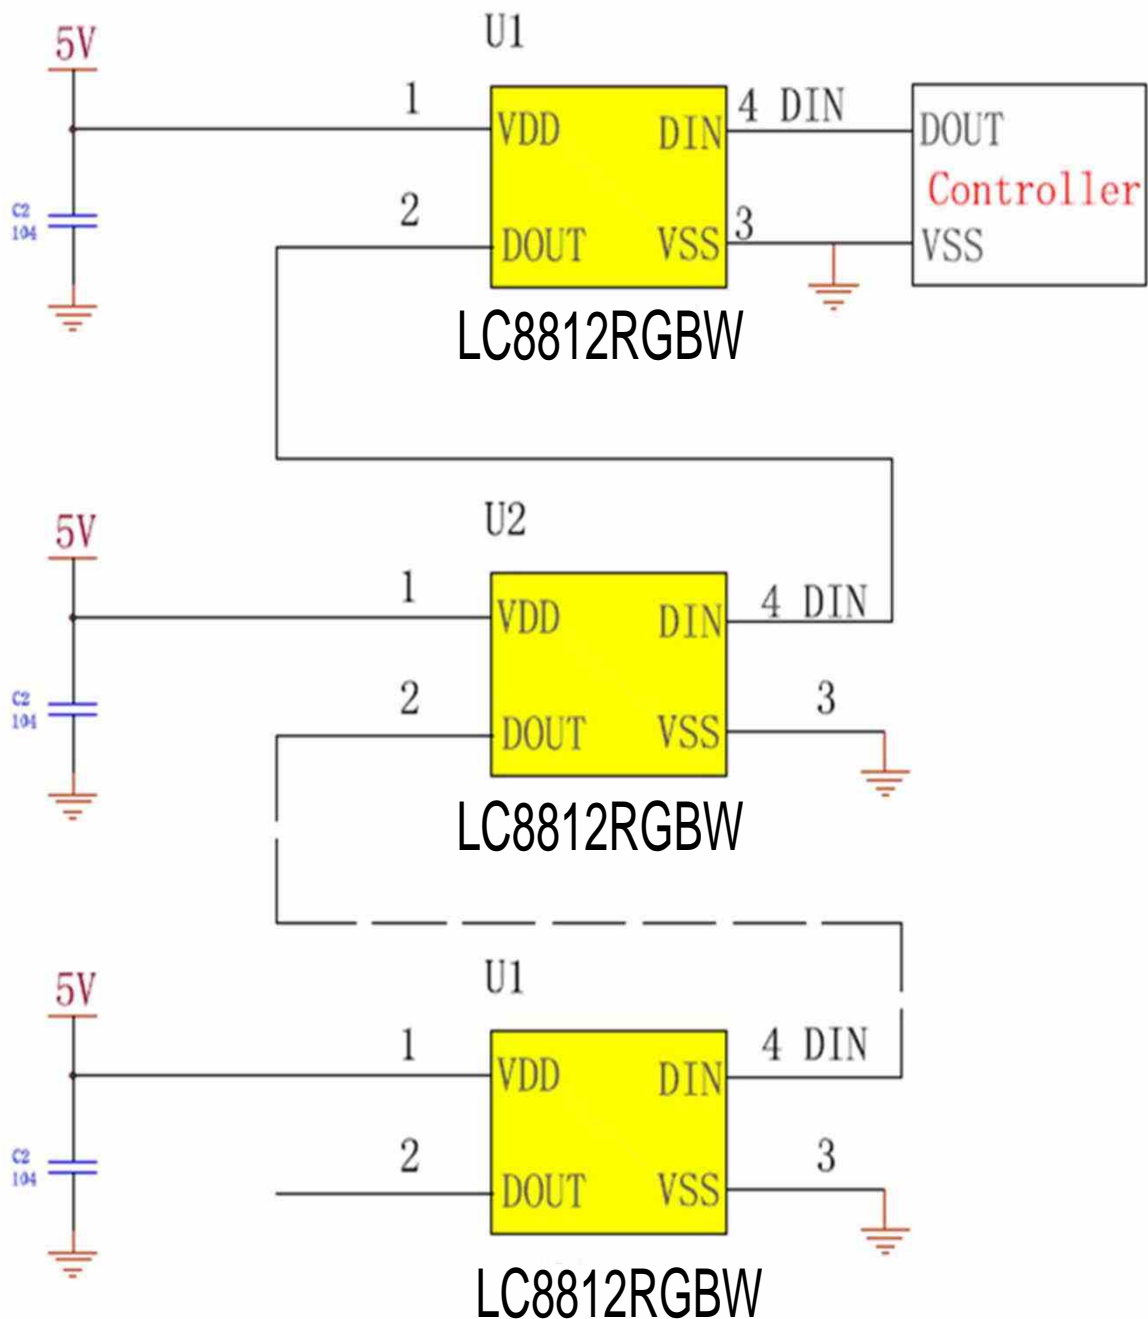 U1
5V
1
4 DIN
VDD
DIN
DOUT
Controller
C2
104
2
3
DOUT
VSS
VSS
LC8812RGBW
U2
5V
1
4 DIN
VDD
DIN
C2
104
2
3
DOUT
VSS
LC8812RGBW
U1
5V
1
4 DIN
VDD
DIN
C2
104
2
3
DOUT
VSS
LC8812RGBW